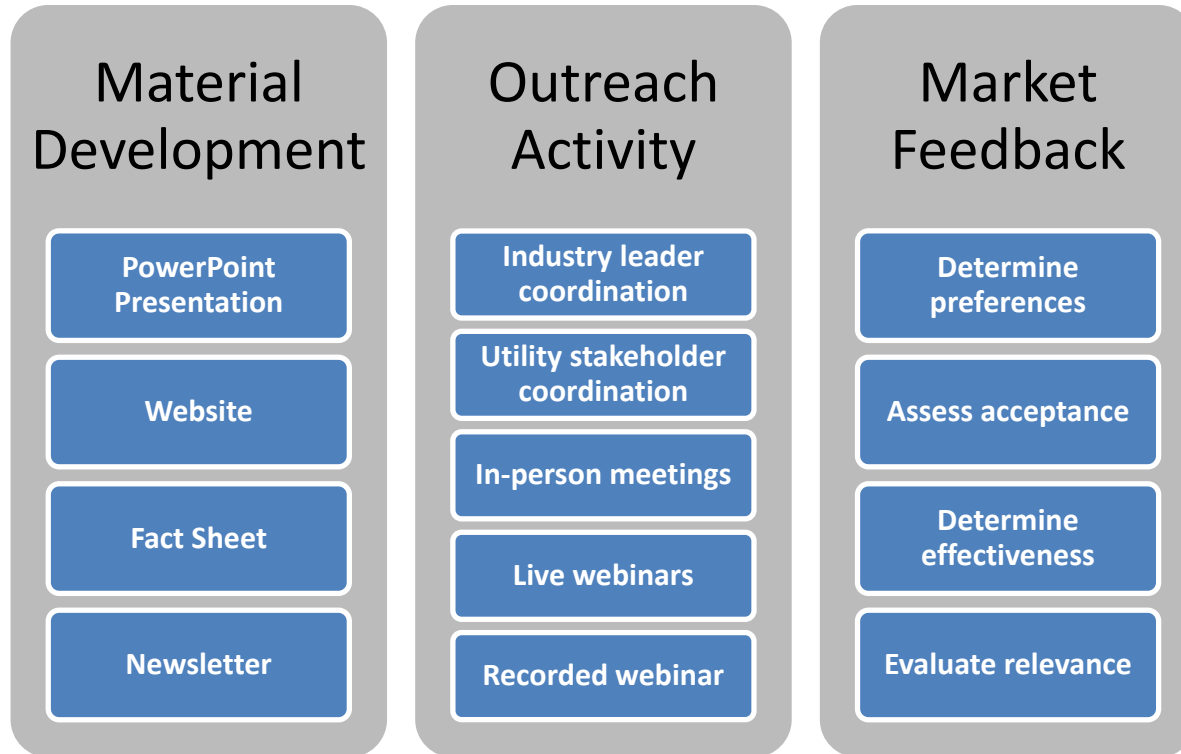 Material
Development
PowerPoint
Presentation
Website
Fact Sheet
Newsletter
Outreach
Activity
Industry leader
coordination
Utility stakeholder
coordination
In-person meetings
Live webinars
Recorded webinar
Market
Feedback
Determine
preferences
Assess acceptance
Determine
effectiveness
Evaluate relevance